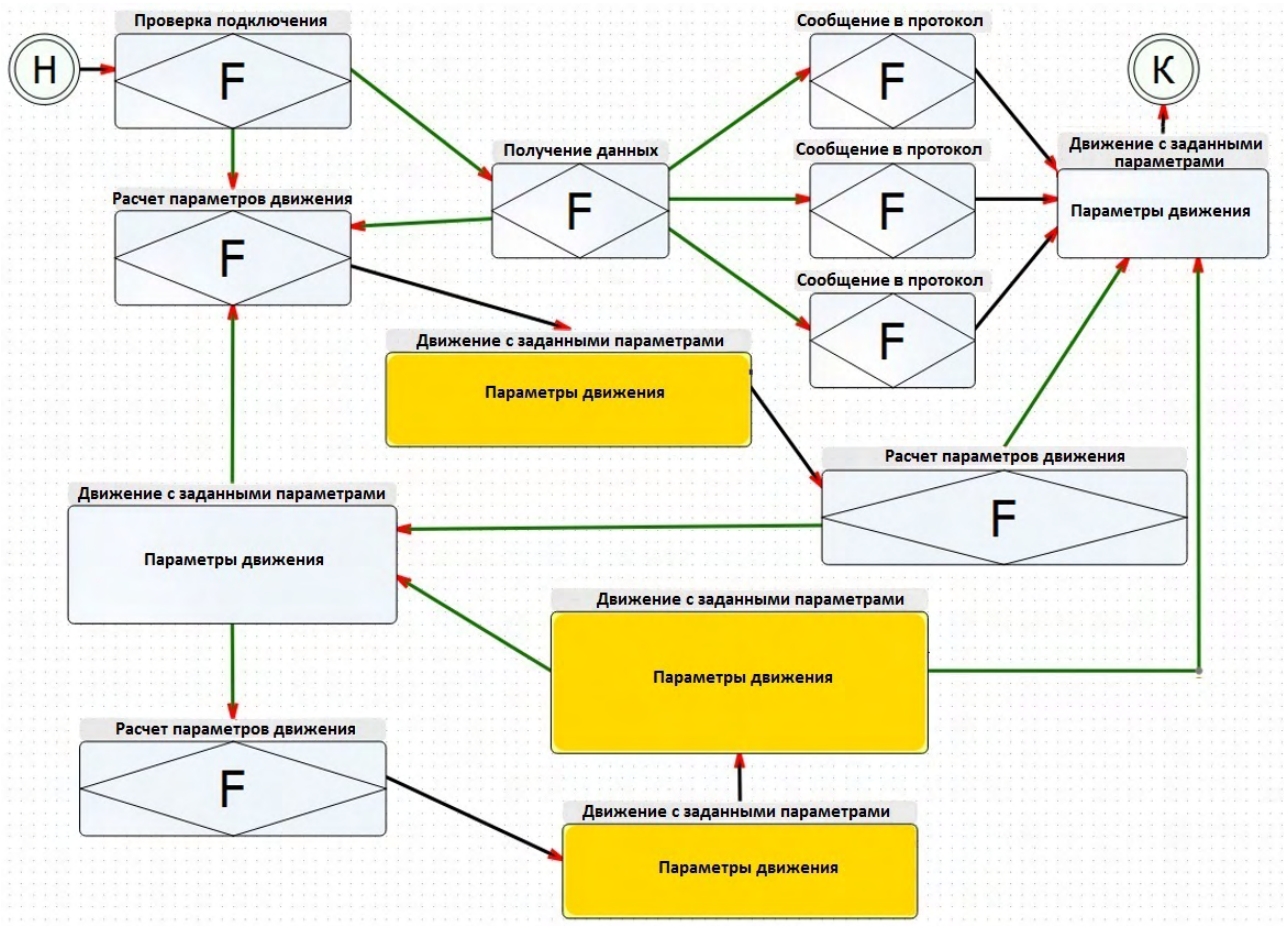 Проверка подключения
Сообщение в протокол
Н
F
F
К
Получение данных
Сообщение в протокол
Движение с заданными
параметрами
Расчет параметров движения
F
F
Параметры движения
F
Сообщение в протокол
F
Движение с заданными параметрами
Параметры движения
Расчет параметров движения
F
Движение с заданными параметрами
Параметры движения
Движение с заданными параметрами
Параметры движения
Расчет параметров движения
F
Движение с заданными параметрами
Параметры движения